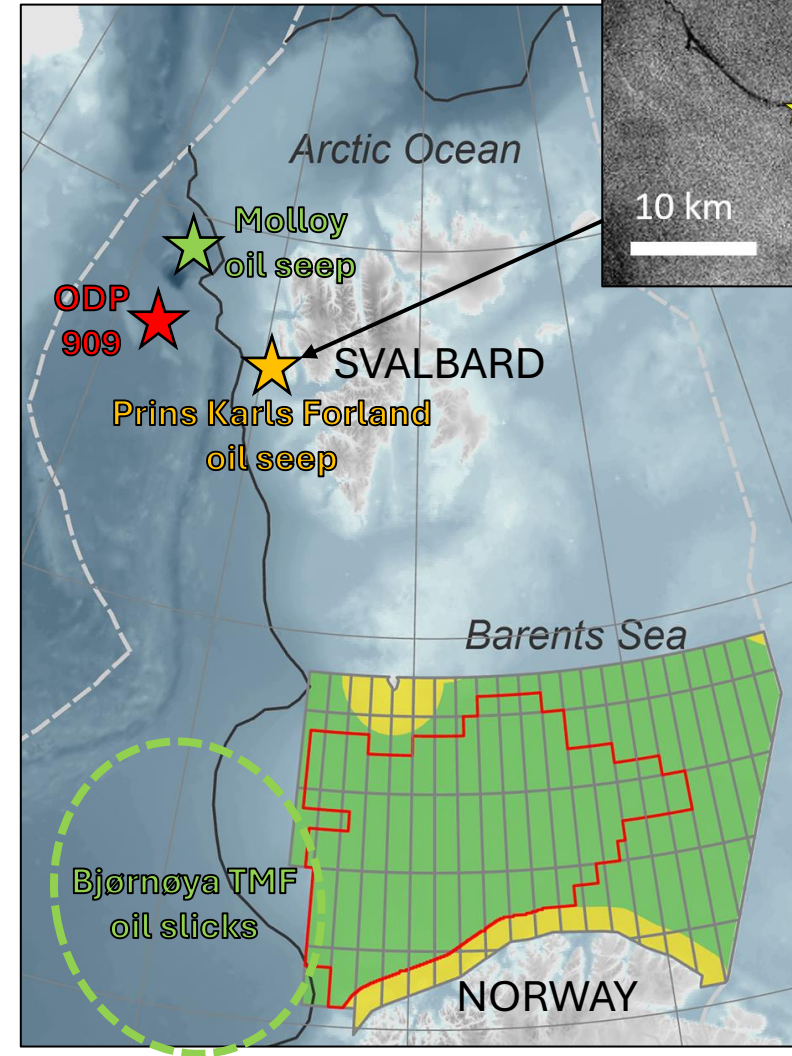 10 km
Arctic Ocean
Molloy
oil seep
ODP
909
SVALBARD
Prins Karls Forland
oil seep
Barents Sea
Bjørnøya TMF
oil slicks
NORWAY